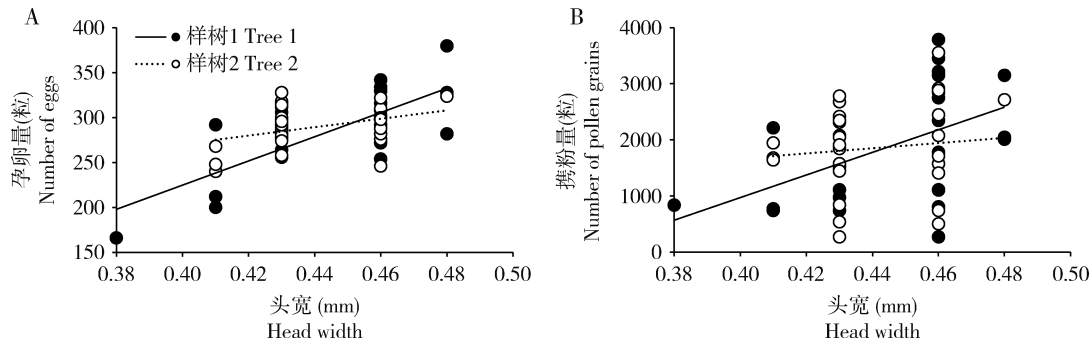 A
400
350
300
250
200
150
孕卵量(粒)
Number of eggs
样树1 Tree 1
样树2 Tree 2
0.38 0.40 0.42 0.44 0.46 0.48 0.50
头宽 (mm)
Head width
B
4000
3000
2000
1000
0
携粉量(粒)
Number of pollen grains
0.38 0.40 0.42 0.44 0.46 0.48 0.50
头宽 (mm)
Head width